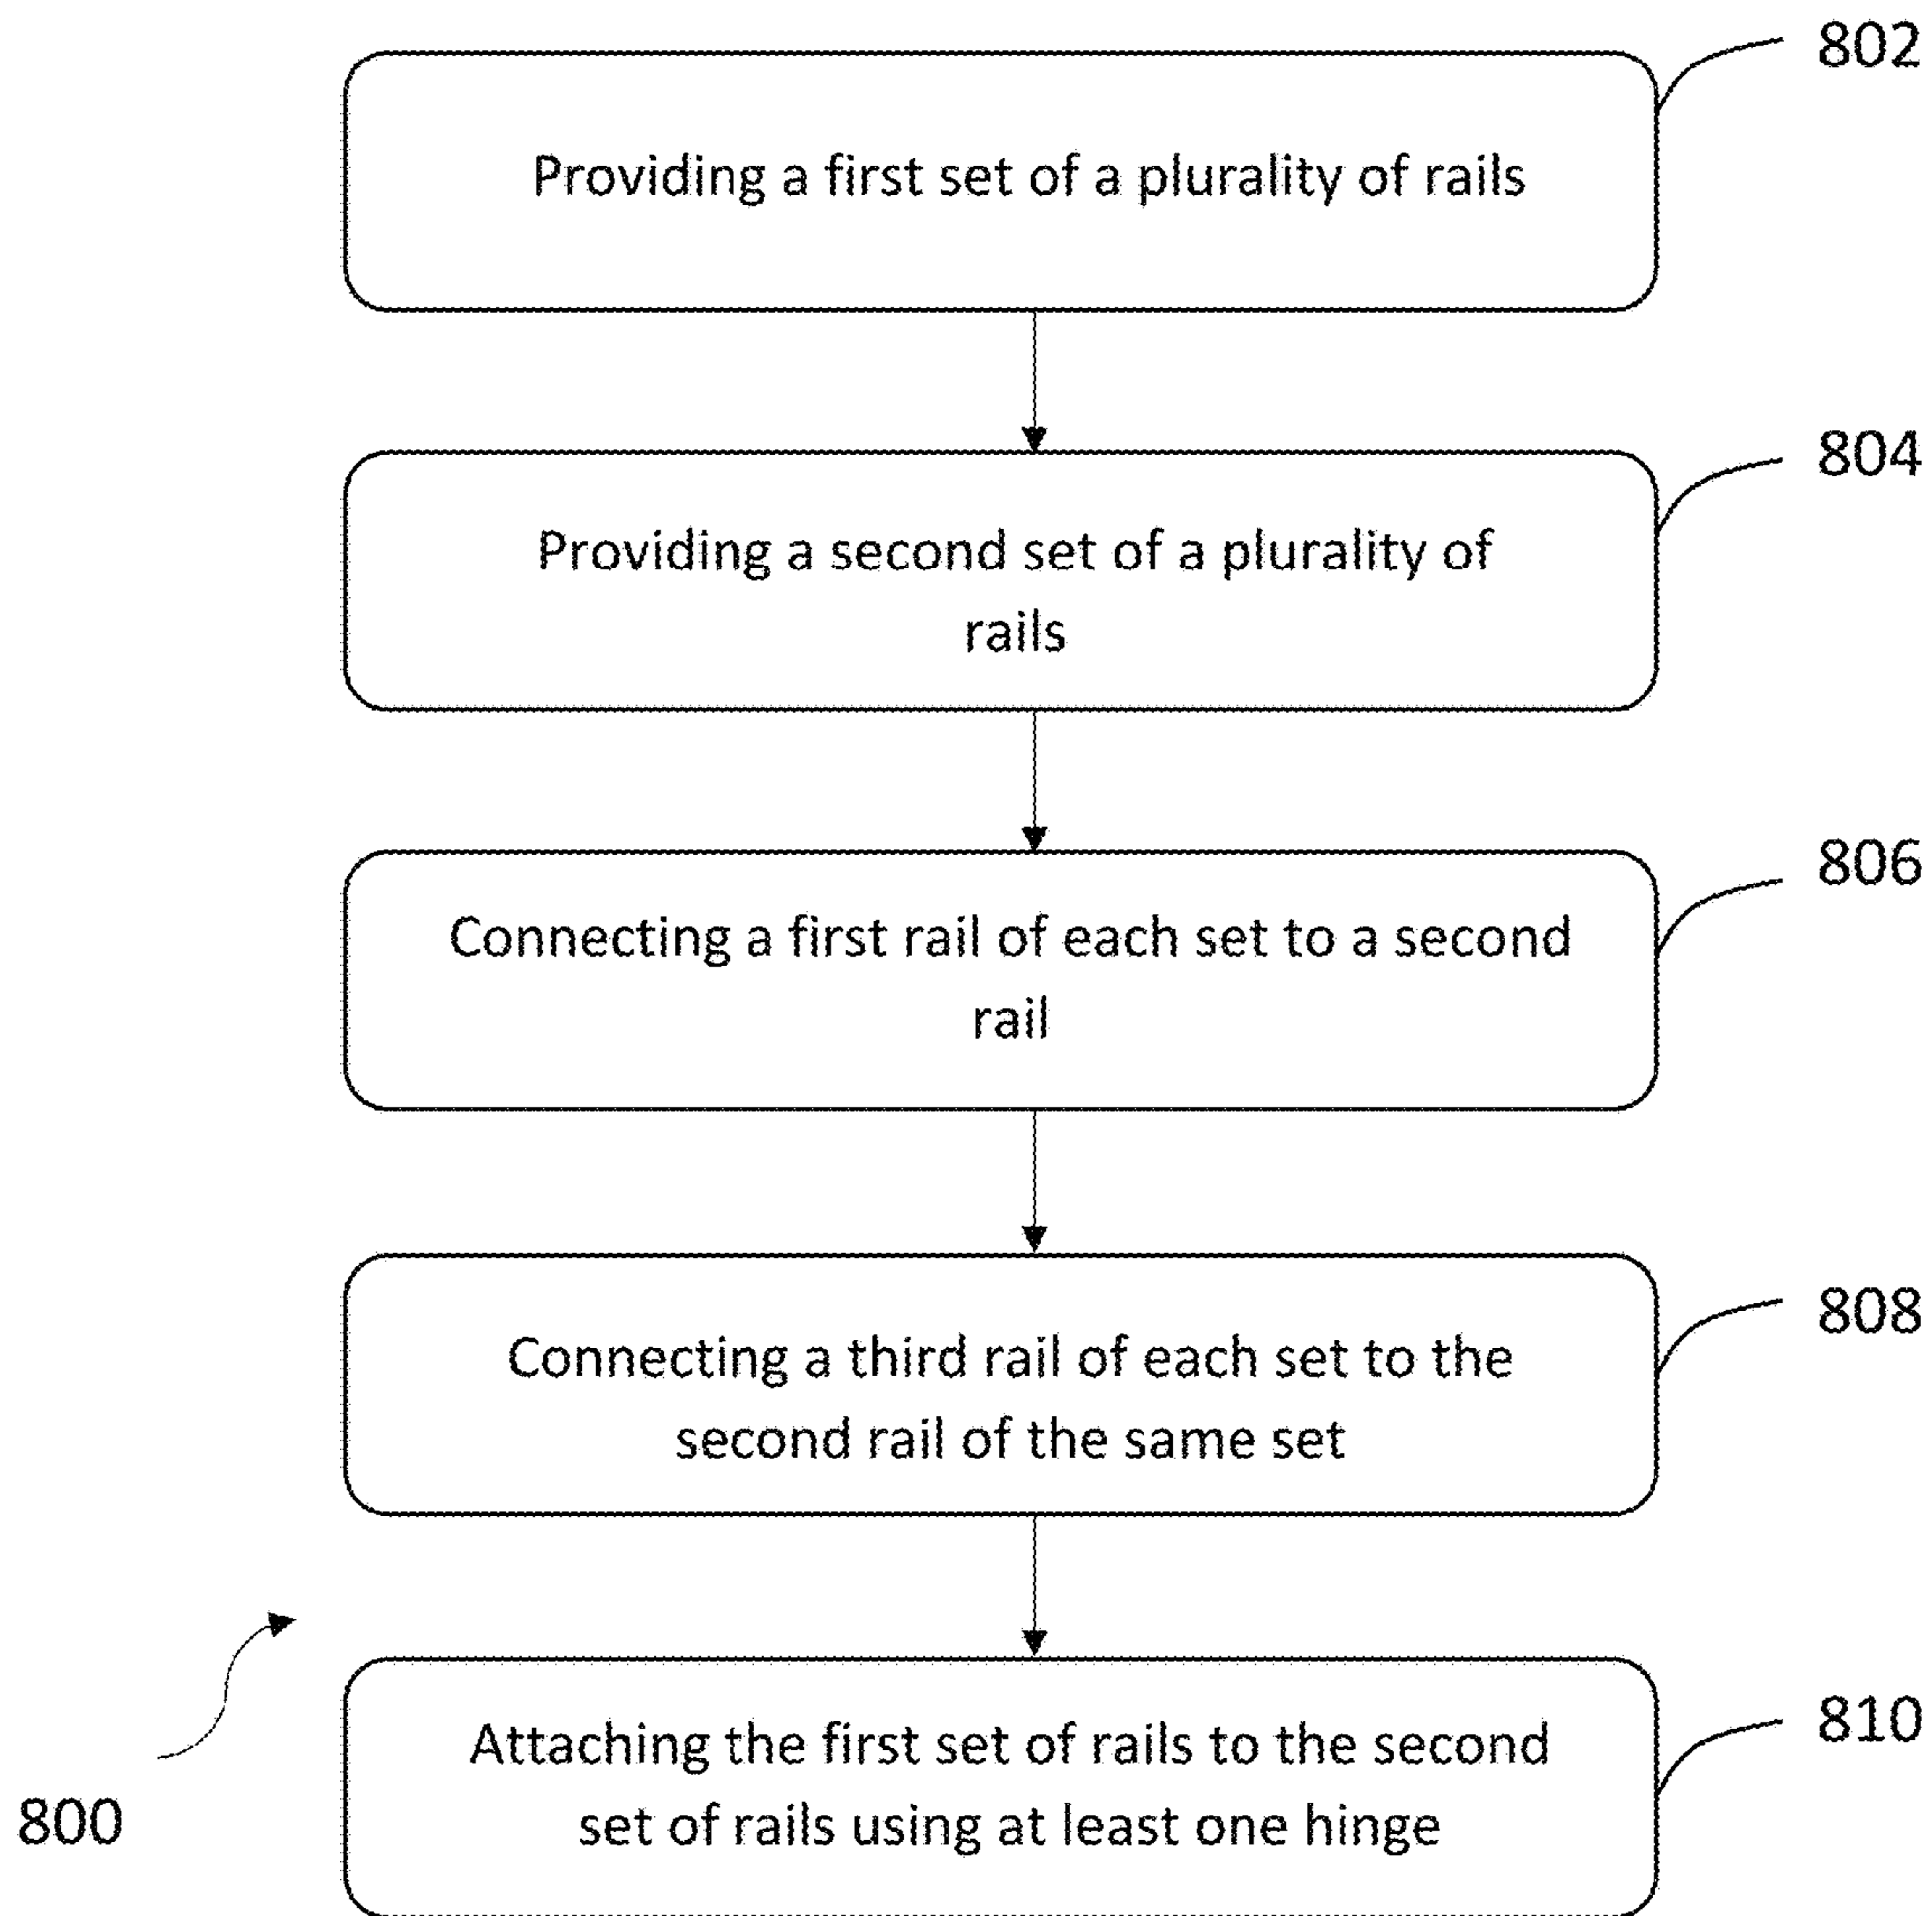 802
Providing a first set of a plurality of rails
804
Providing a second set of a plurality of
rails
806
Connecting a first rail of each set to a second
rail
808
Connecting a third rail of each set to the
second rail of the same set
810
Attaching the first set of rails to the second
set of rails using at least one hinge
800